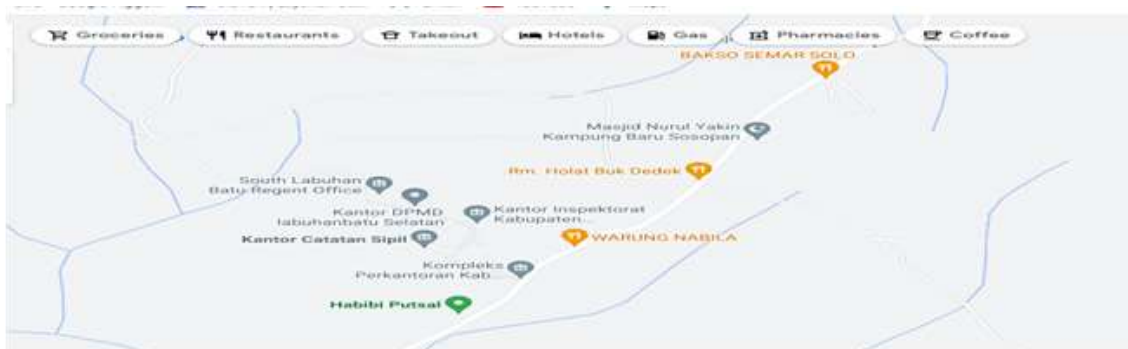 Groceries
Restaurants
Takeout
Hotels
Gas
Pharmacies
Coffee
BAKSO SEMAR SOLO
Masjid Nurul Yakin
Kampung Baru Sosopan
Rm. Holat Buk Dedek
South Labuhan
Batu Regent Office
Kantor DPMD
labuhanbatu Selatan
Kantor Inspektorat
Kabupaten...
Kantor Catatan Sipil
WARUNG NABILA
Kompleks
Perkantoran Kab...
Habibi Futsal